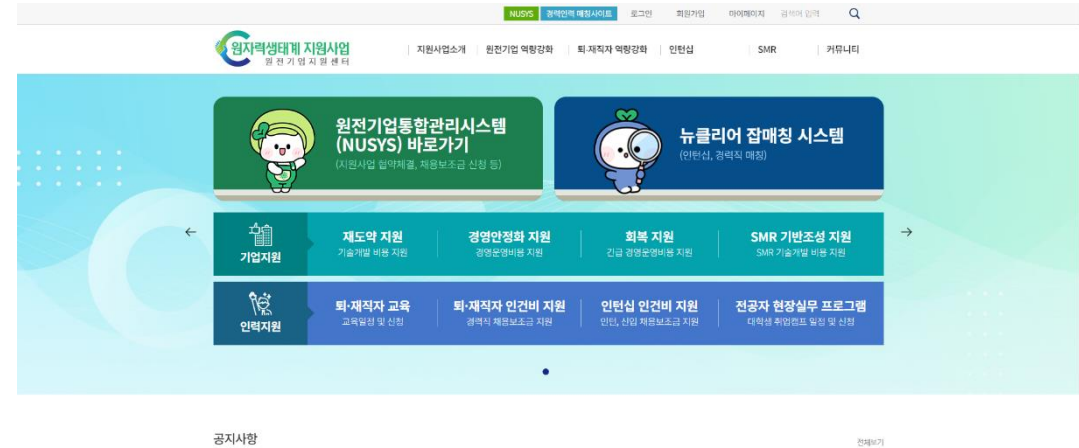 NUSYS 경력인력 매칭사이트 로그인 회원가입 마이페이지 검색어 입력
원자력생태계 지원사업
원전기업지원센터
지원사업소개 원전기업 역량강화 퇴·재직자 역량강화 인턴십 SMR 커뮤니티
원전기업통합관리시스템
(NUSYS) 바로가기
(지원사업 협약체결, 채용보조금 신청 등)
뉴클리어 잡매칭 시스템
(인턴십, 경력직 매칭)
기업지원
재도약 지원
기술개발 비용 지원
경영안정화 지원
경영운영비용 지원
회복 지원
긴급 경영운영비용 지원
SMR 기반조성 지원
SMR 기술개발 비용 지원
인력지원
퇴·재직자 교육
교육일정 및 신청
퇴·재직자 인건비 지원
경력직 채용보조금 지원
인턴십 인건비 지원
인턴, 신입 채용보조금 지원
전공자 현장실무 프로그램
대학생 취업캠프 일정 및 신청
공지사항
전체보기